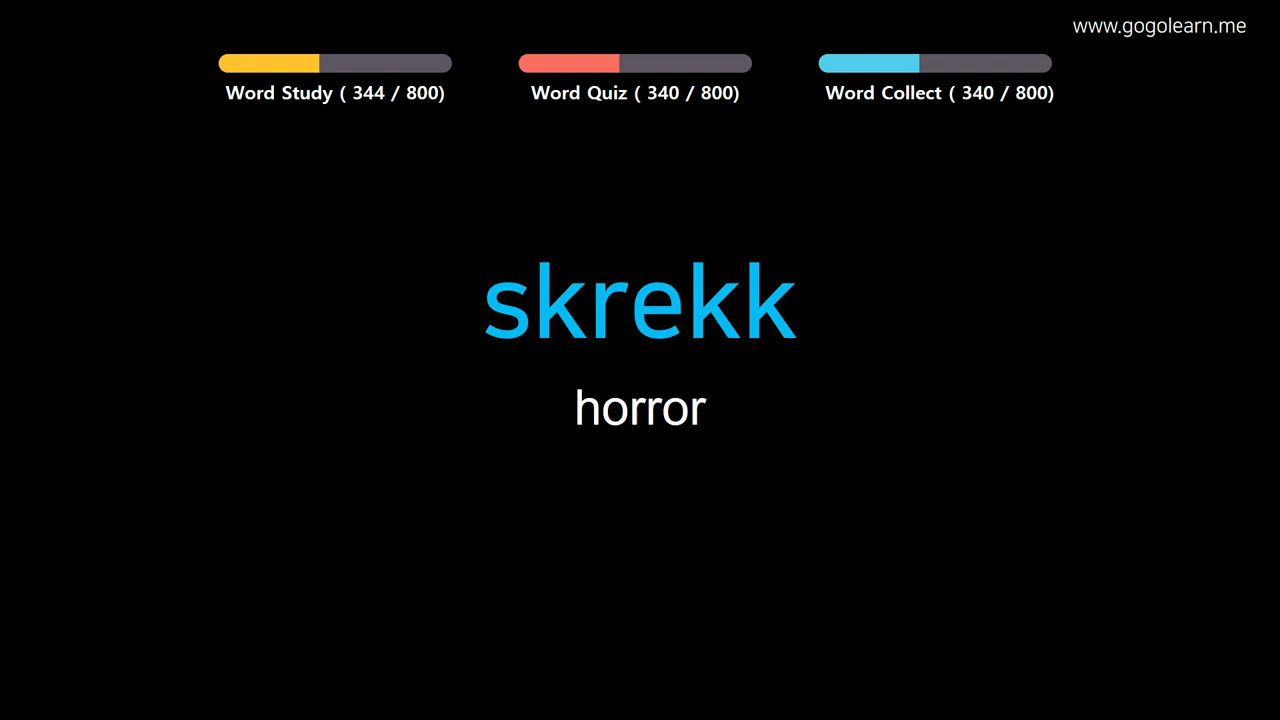 www.gogolearn.me
Word Study ( 344 / 800)
Word Quiz ( 340 / 800)
Word Collect ( 340 / 800)
skrekk
horror